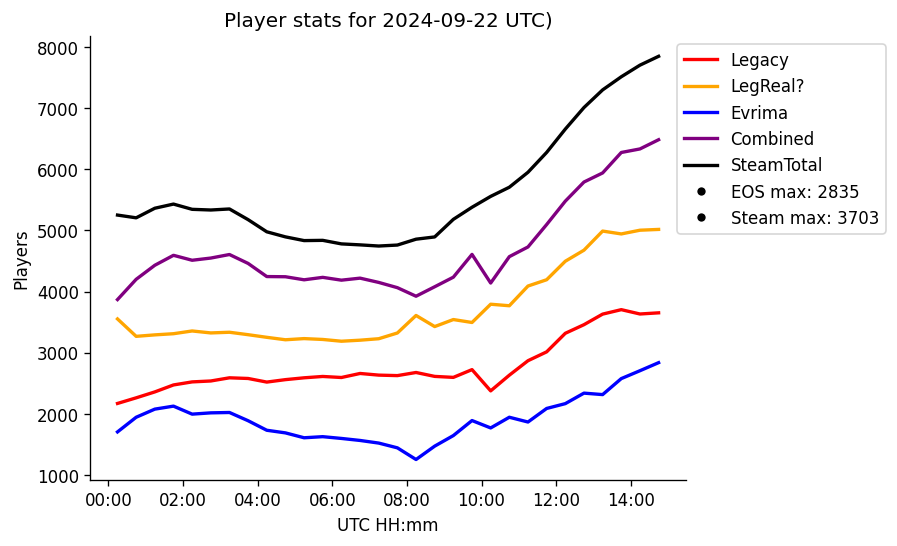 Player stats for 2024-09-22 UTC)
8000
7000
6000
5000
4000
3000
2000
1000
Players
00:00 02:00 04:00 06:00 08:00 10:00 12:00 14:00
UTC HH:mm
Legacy
LegReal?
Evrima
Combined
SteamTotal
EOS max: 2835
Steam max: 3703